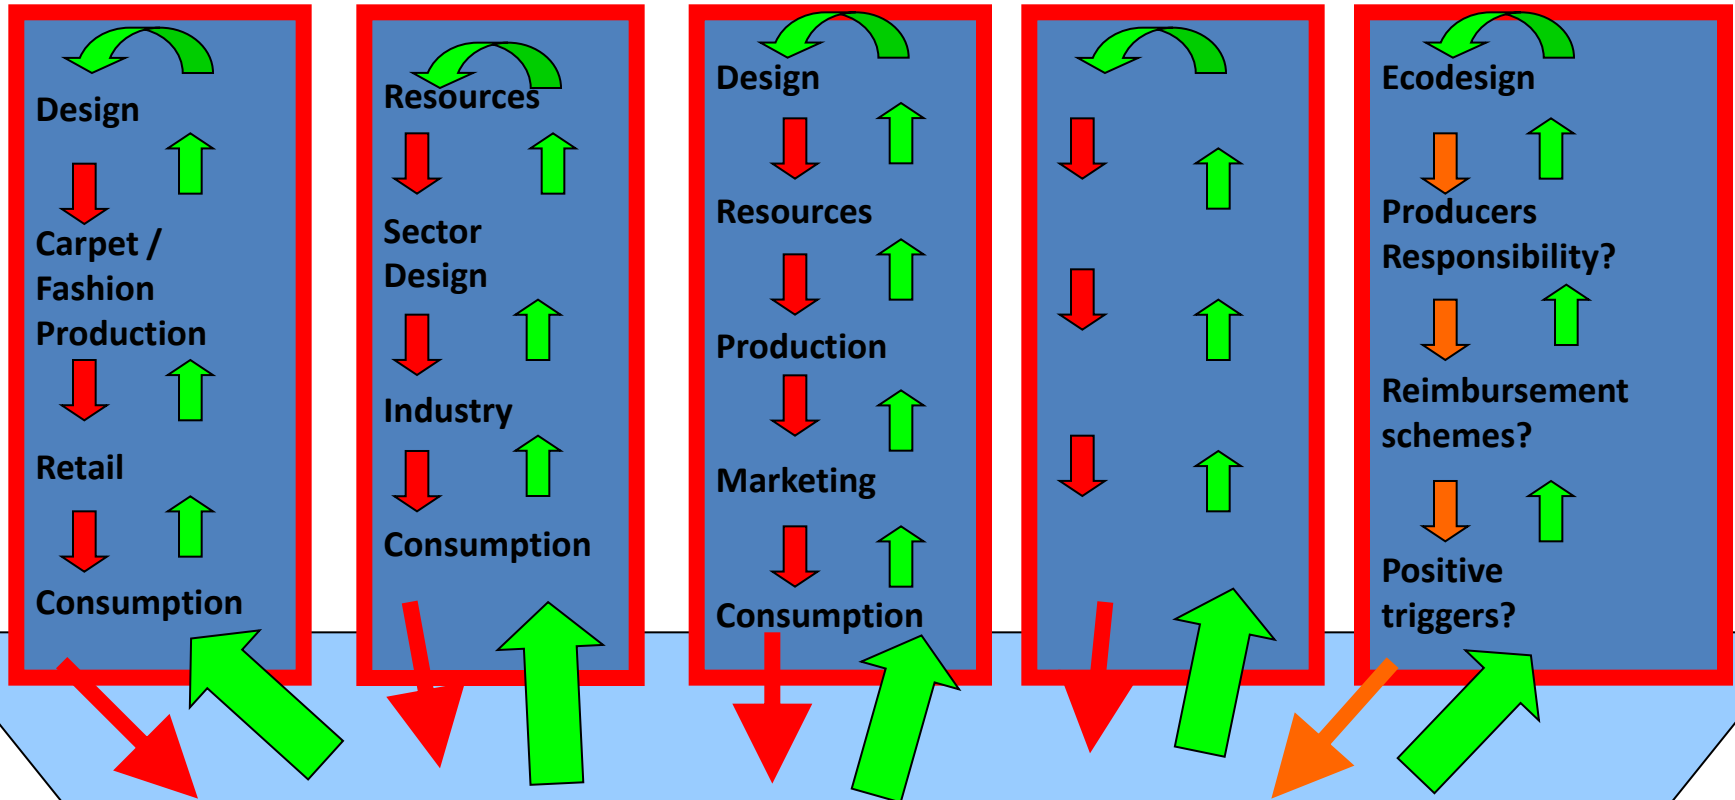 Design
Carpet /
Fashion
Production
Retail
Consumption
Resources
Sector
Design
Industry
Consumption
Design
Resources
Production
Marketing
Consumption
Ecodesign
Producers
Responsibility?
Reimbursement
schemes?
Positive
triggers?